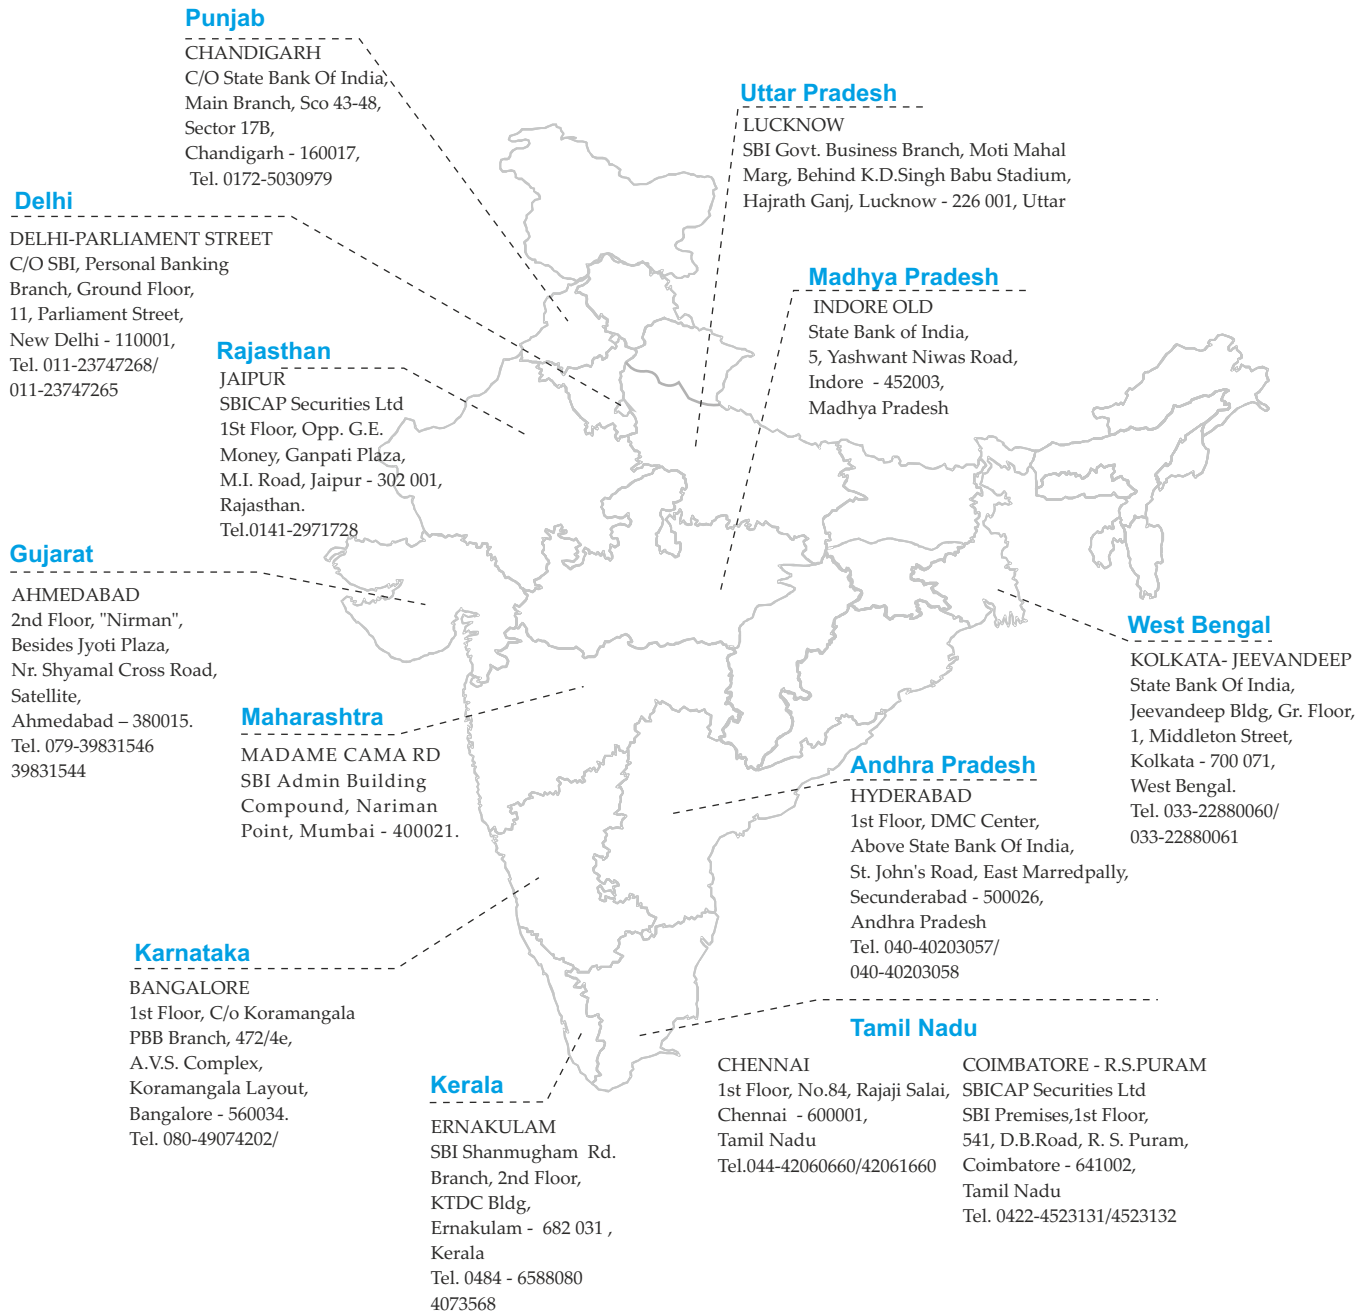 Punjab
CHANDIGARH
C/O State Bank Of India,
Main Branch, Sco 43-48,
Sector 17B,
Chandigarh - 160017,
Tel. 0172-5030979
Uttar Pradesh
LUCKNOW
SBI Govt. Business Branch, Moti Mahal
Marg, Behind K.D.Singh Babu Stadium,
Hajrath Ganj, Lucknow - 226 001, Uttar
Delhi
DELHI-PARLIAMENT STREET
C/O SBI, Personal Banking
Branch, Ground Floor,
11, Parliament Street,
New Delhi - 110001,
Tel. 011-23747268/
011-23747265
Madhya Pradesh
INDORE OLD
State Bank of India,
5, Yashwant Niwas Road,
Indore - 452003,
Madhya Pradesh
Rajasthan
JAIPUR
SBICAP Securities Ltd
1St Floor, Opp. G.E.
Money, Ganpati Plaza,
M.I. Road, Jaipur - 302 001,
Rajasthan.
Tel.0141-2971728
Gujarat
AHMEDABAD
2nd Floor, "Nirman",
Besides Jyoti Plaza,
Nr. Shyamal Cross Road,
Satellite,
Ahmedabad – 380015.
Tel. 079-39831546
39831544
West Bengal
KOLKATA- JEEVANDEEP
State Bank Of India,
Jeevandeep Bldg, Gr. Floor,
1, Middleton Street,
Kolkata - 700 071,
West Bengal.
Tel. 033-22880060/
033-22880061
Maharashtra
MADAME CAMA RD
SBI Admin Building
Compound, Nariman
Point, Mumbai - 400021.
Andhra Pradesh
HYDERABAD
1st Floor, DMC Center,
Above State Bank Of India,
St. John's Road, East Marredpally,
Secunderabad - 500026,
Andhra Pradesh
Tel. 040-40203057/
040-40203058
Karnataka
BANGALORE
1st Floor, C/o Koramangala
PBB Branch, 472/4e,
A.V.S. Complex,
Koramangala Layout,
Bangalore - 560034.
Tel. 080-49074202/
Kerala
ERNAKULAM
SBI Shanmugham Rd.
Branch, 2nd Floor,
KTDC Bldg,
Ernakulam - 682 031 ,
Kerala
Tel. 0484 - 6588080
4073568
Tamil Nadu
CHENNAI
1st Floor, No.84, Rajaji Salai,
Chennai - 600001,
Tamil Nadu
Tel.044-42060660/42061660
COIMBATORE - R.S.PURAM
SBICAP Securities Ltd
SBI Premises,1st Floor,
541, D.B.Road, R. S. Puram,
Coimbatore - 641002,
Tamil Nadu
Tel. 0422-4523131/4523132